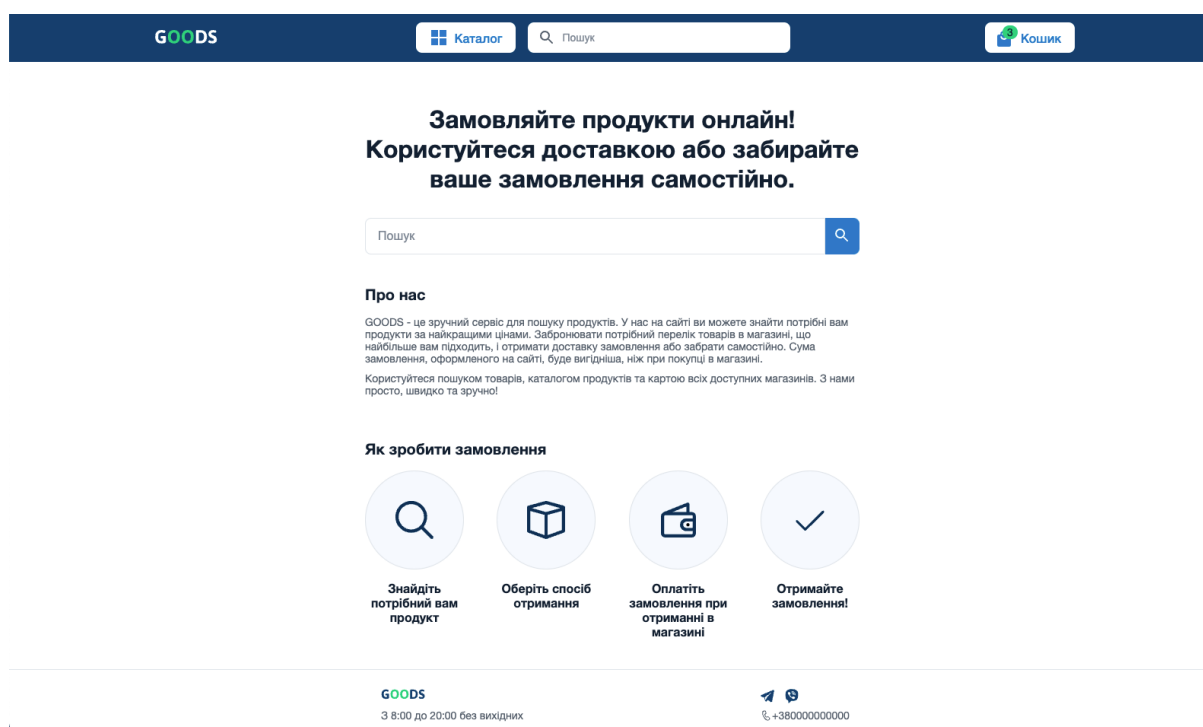 GOODS
Каталог
Пошук
3
Кошик
Замовляйте продукти онлайн!
Користуйтеся доставкою або забирайте
ваше замовлення самостійно.
Пошук
Про нас
GOODS - це зручний сервіс для пошуку продуктів. У нас на сайті ви можете знайти потрібні вам
продукти за найкращими цінами. Забронювати потрібний перелік товарів в магазині, що
найбільше вам підходить, і отримати доставку замовлення або забрати самостійно. Сума
замовлення, оформленого на сайті, буде вигідніша, ніж при покупці в магазині.
Користуйтеся пошуком товарів, каталогом продуктів та картою всіх доступних магазинів. З нами
просто, швидко та зручно!
Як зробити замовлення
Знайдіть
потрібний вам
продукт
Оберіть спосіб
отримання
Оплатіть
замовлення при
отриманні в
магазині
Отримайте
замовлення!
GOODS
З 8:00 до 20:00 без вихідних
+380000000000